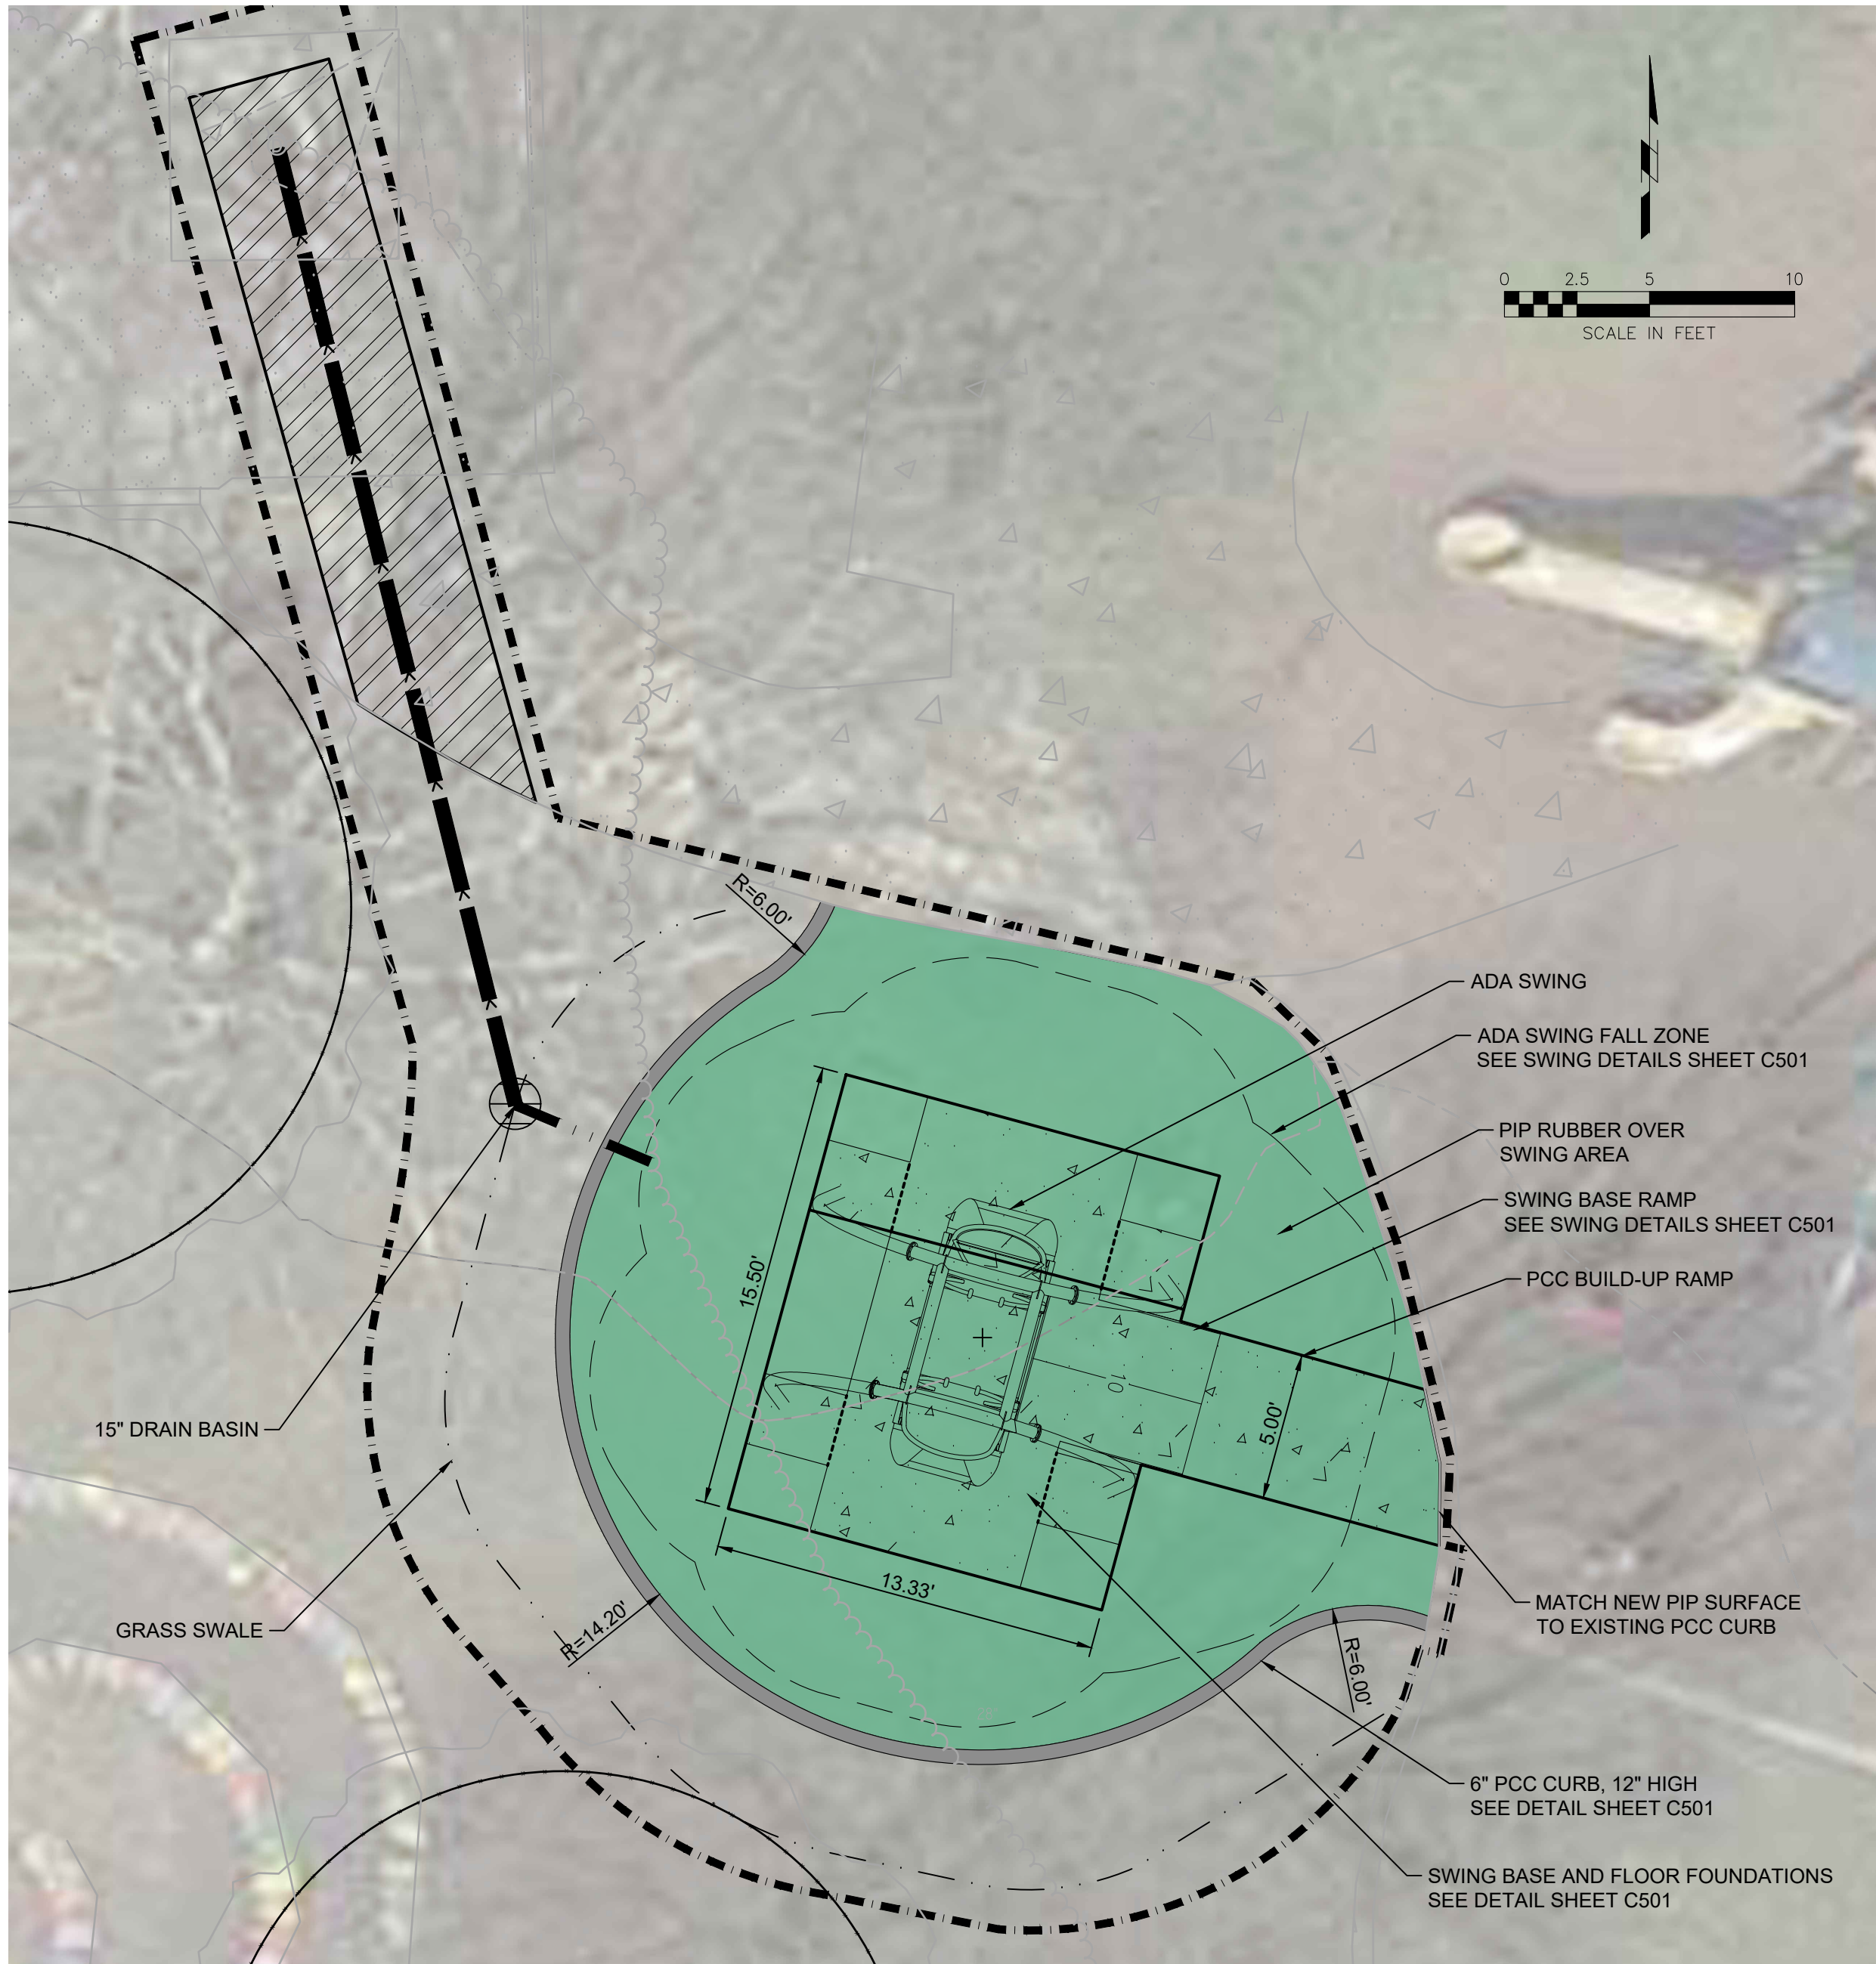 0 2.5 5 10
SCALE IN FEET
R=6.00'
ADA SWING
ADA SWING FALL ZONE
SEE SWING DETAILS SHEET C501
PIP RUBBER OVER
SWING AREA
SWING BASE RAMP
SEE SWING DETAILS SHEET C501
PCC BUILD-UP RAMP
15.50'
10
5.00'
15" DRAIN BASIN
13.33'
GRASS SWALE
R=14.20'
MATCH NEW PIP SURFACE
TO EXISTING PCC CURB
R=6.00'
28'
6" PCC CURB, 12" HIGH
SEE DETAIL SHEET C501
SWING BASE AND FLOOR FOUNDATIONS
SEE DETAIL SHEET C501